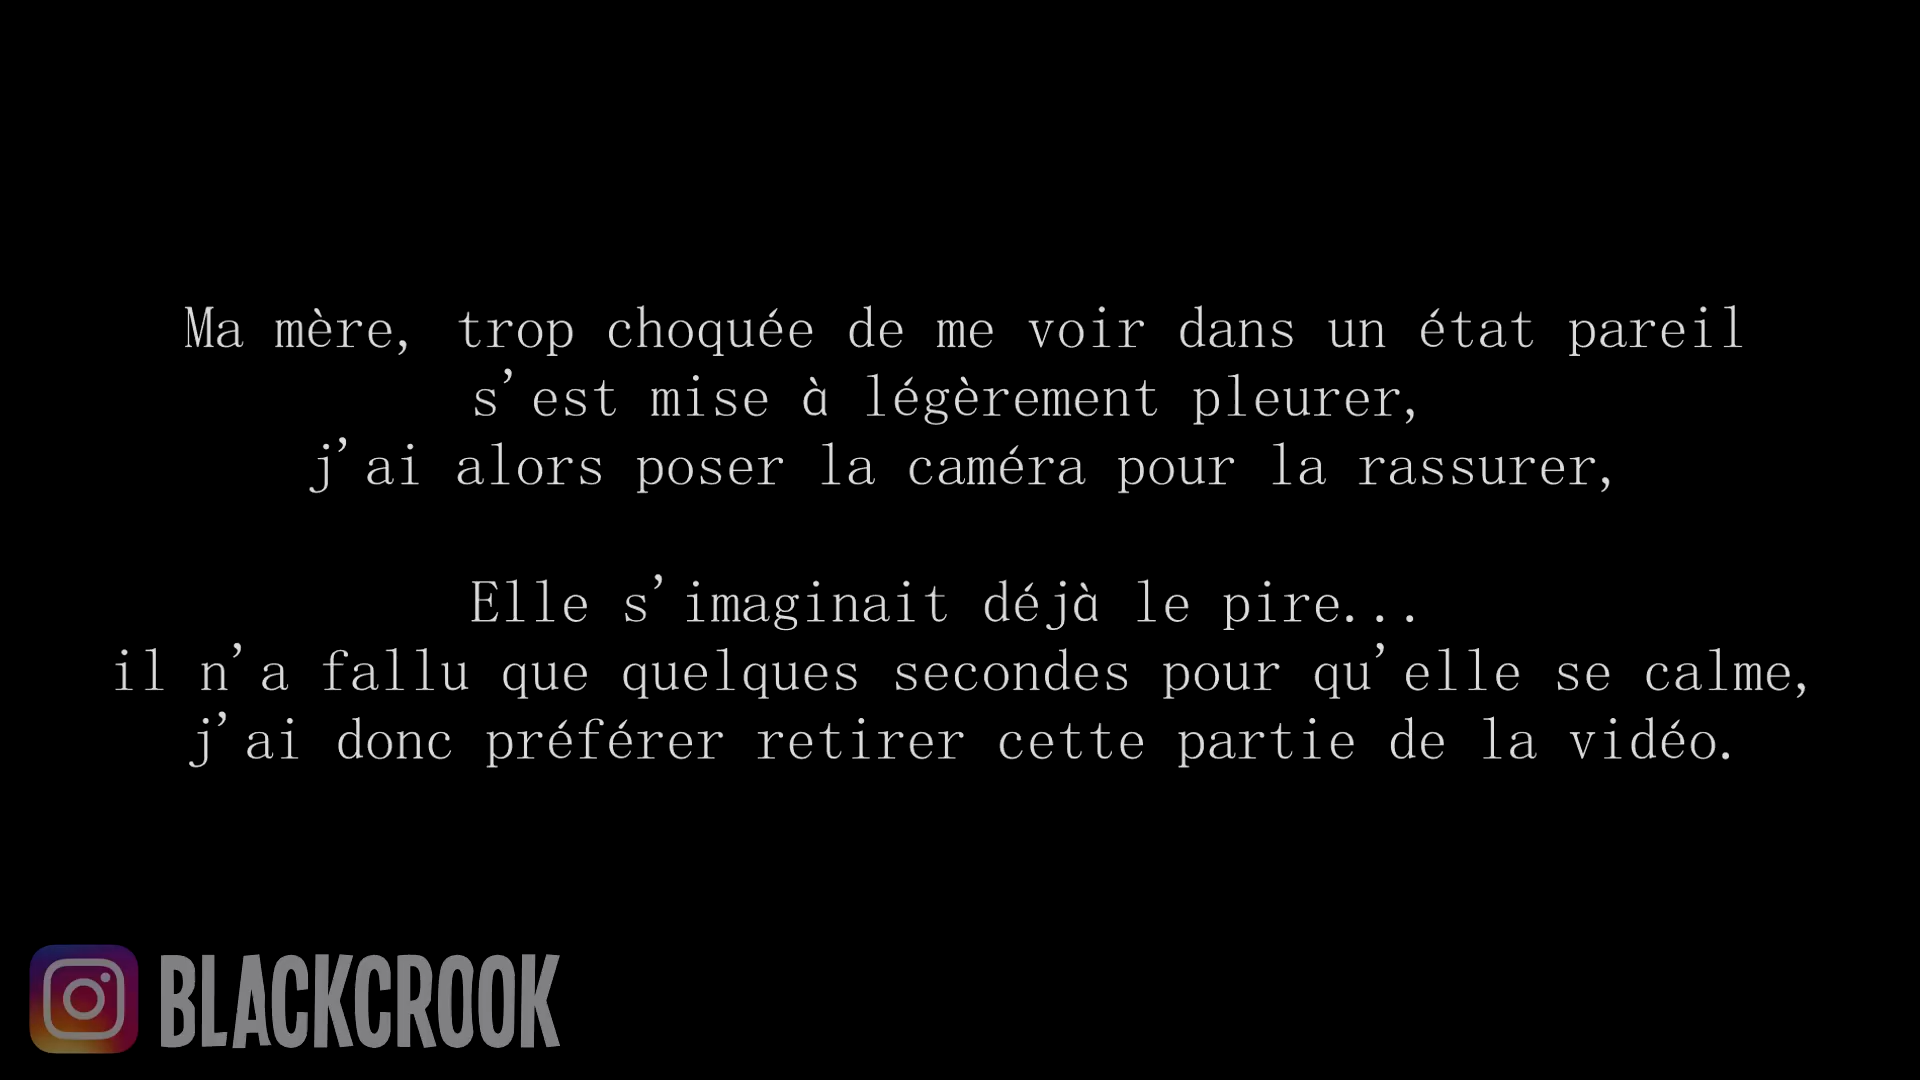 Ma mère, trop choquée de me voir dans un état pareil
s'est mise à légèrement pleurer,
j'ai alors poser la caméra pour la rassurer,
Elle s'imaginait déjà le pire...
il n'a fallu que quelques secondes pour qu'elle se calme,
j'ai donc préférer retirer cette partie de la vidéo.
BLACKCROOK